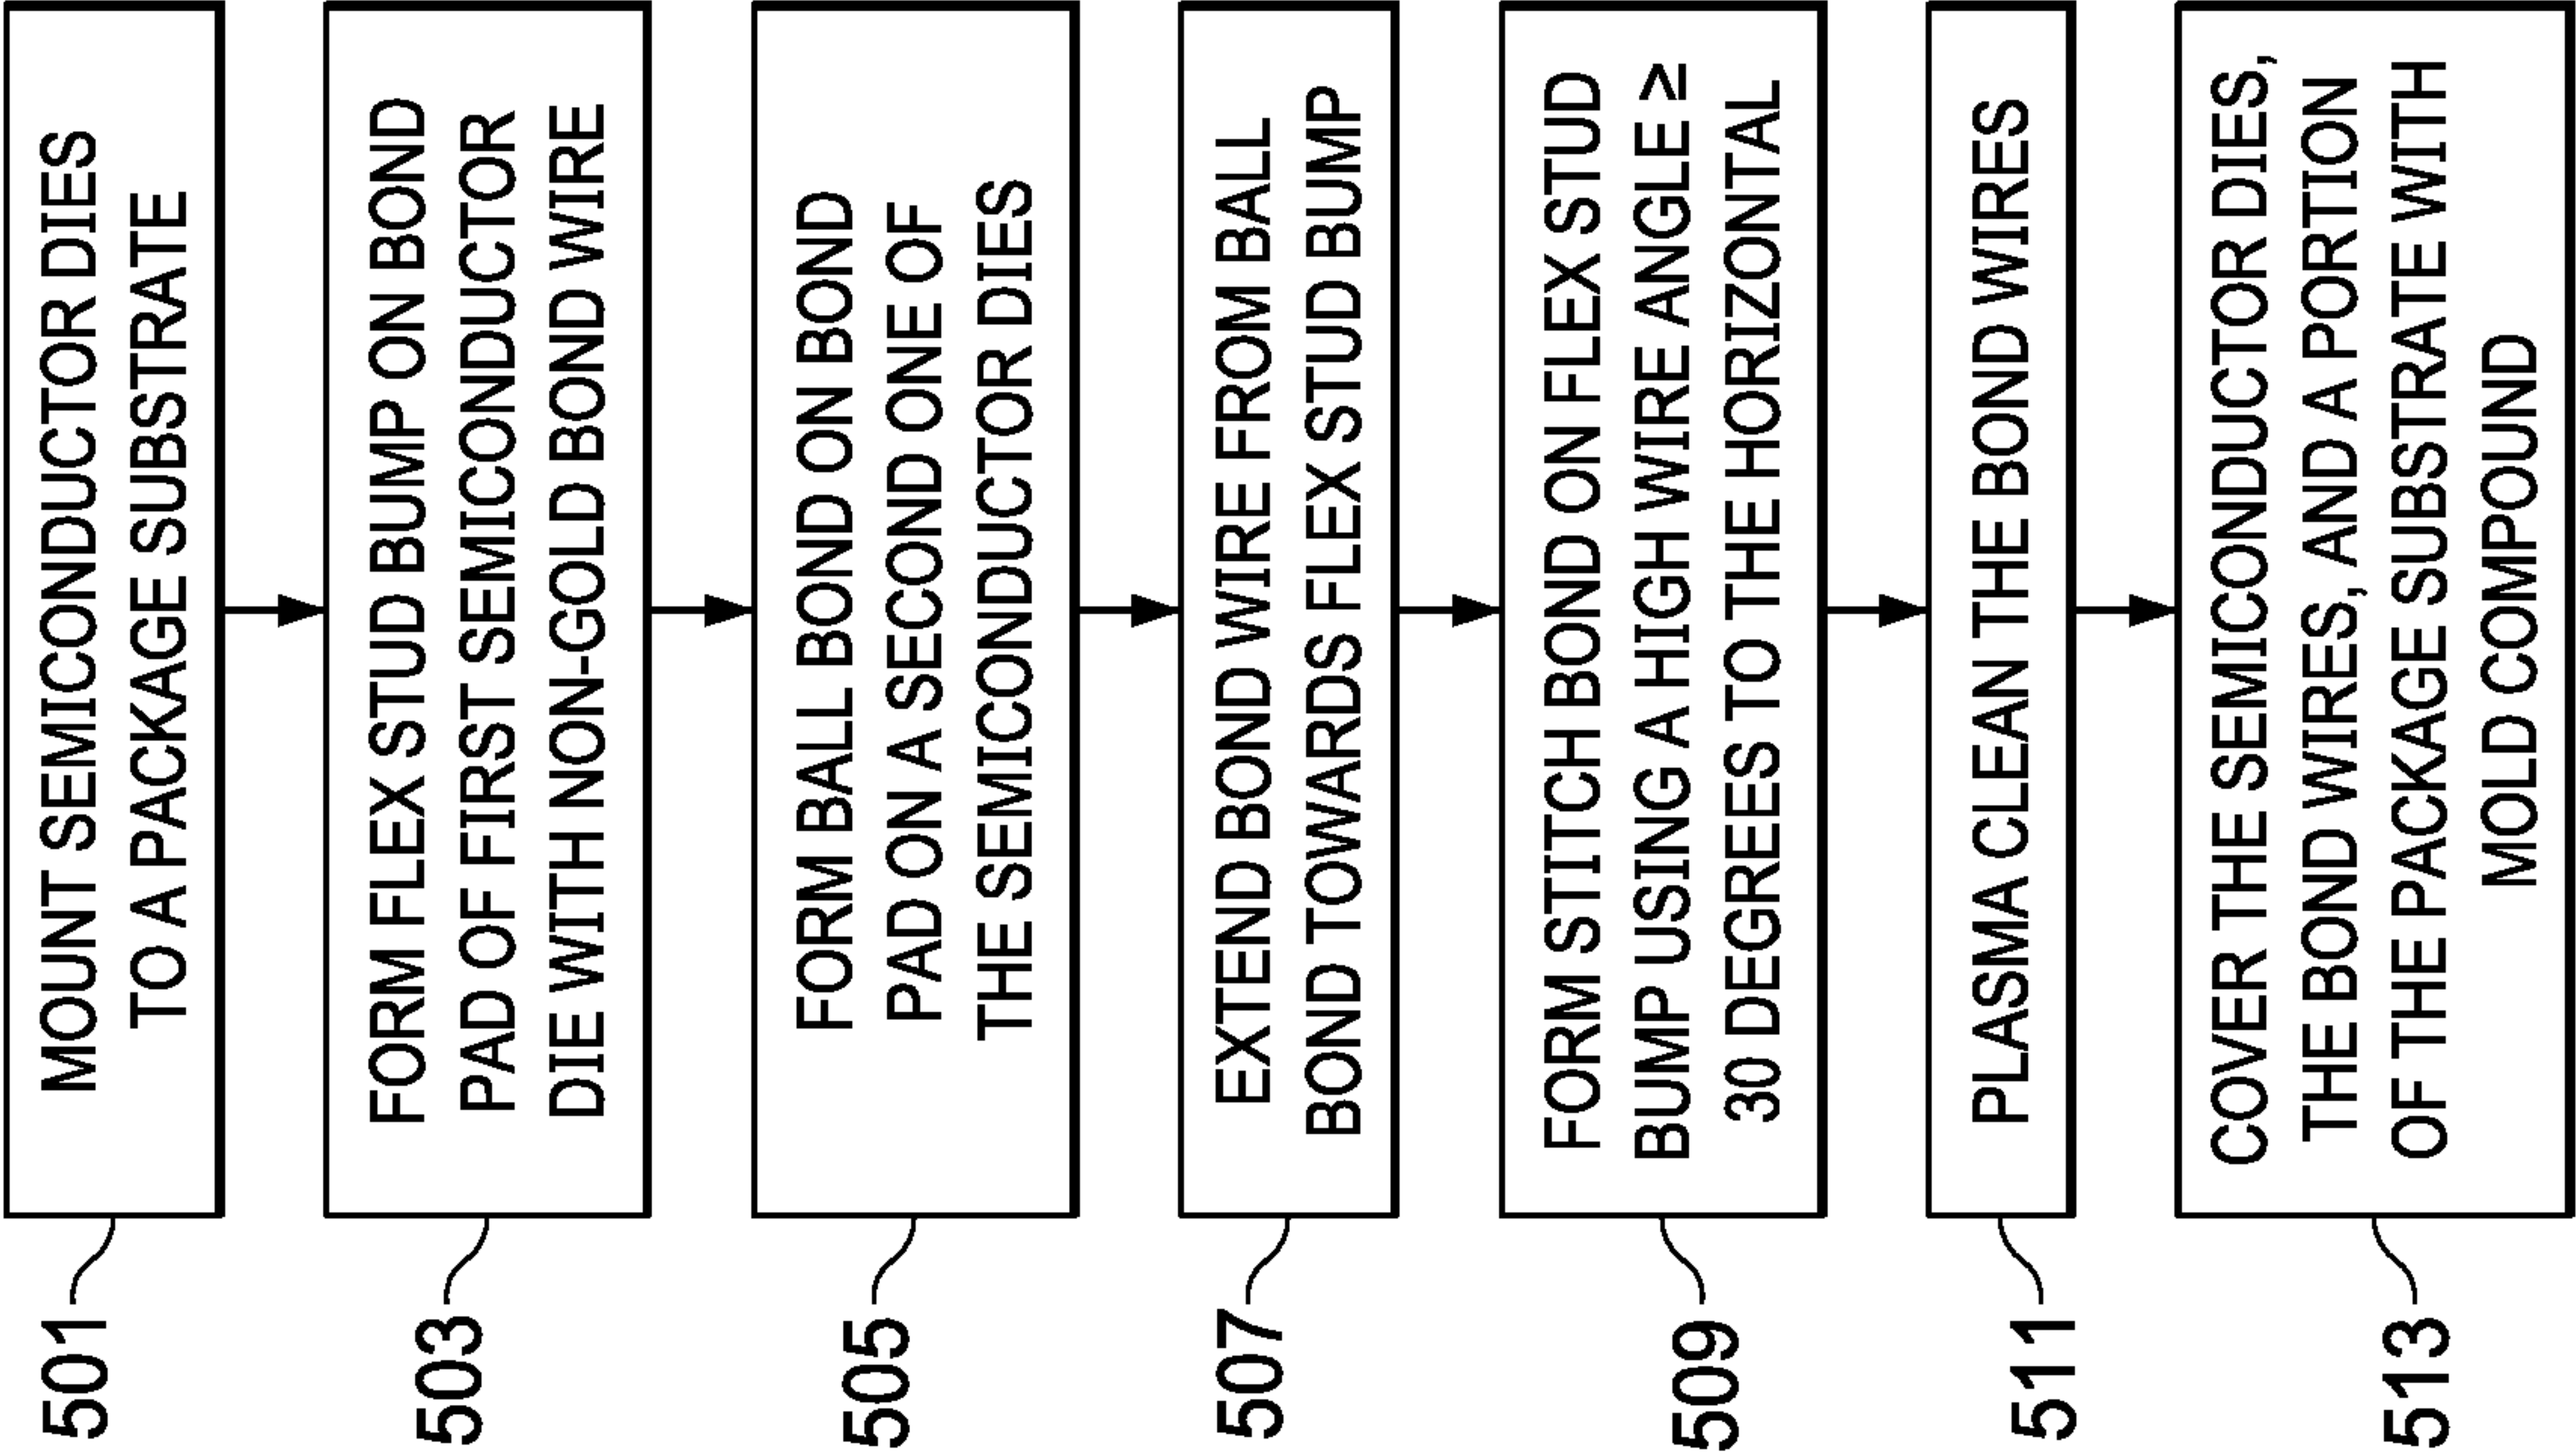 501
MOUNT SEMICONDUCTOR DIES
TO A PACKAGE SUBSTRATE
503
FORM FLEX STUD BUMP ON BOND
PAD OF FIRST SEMICONDUCTOR
DIE WITH NON-GOLD BOND WIRE
505
FORM BALL BOND ON BOND
PAD ON A SECOND ONE OF
THE SEMICONDUCTOR DIES
507
EXTEND BOND WIRE FROM BALL
BOND TOWARDS FLEX STUD BUMP
509
FORM STITCH BOND ON FLEX STUD
BUMP USING A HIGH WIRE ANGLE ≥
30 DEGREES TO THE HORIZONTAL
511
PLASMA CLEAN THE BOND WIRES
513
COVER THE SEMICONDUCTOR DIES,
THE BOND WIRES, AND A PORTION
OF THE PACKAGE SUBSTRATE WITH
MOLD COMPOUND